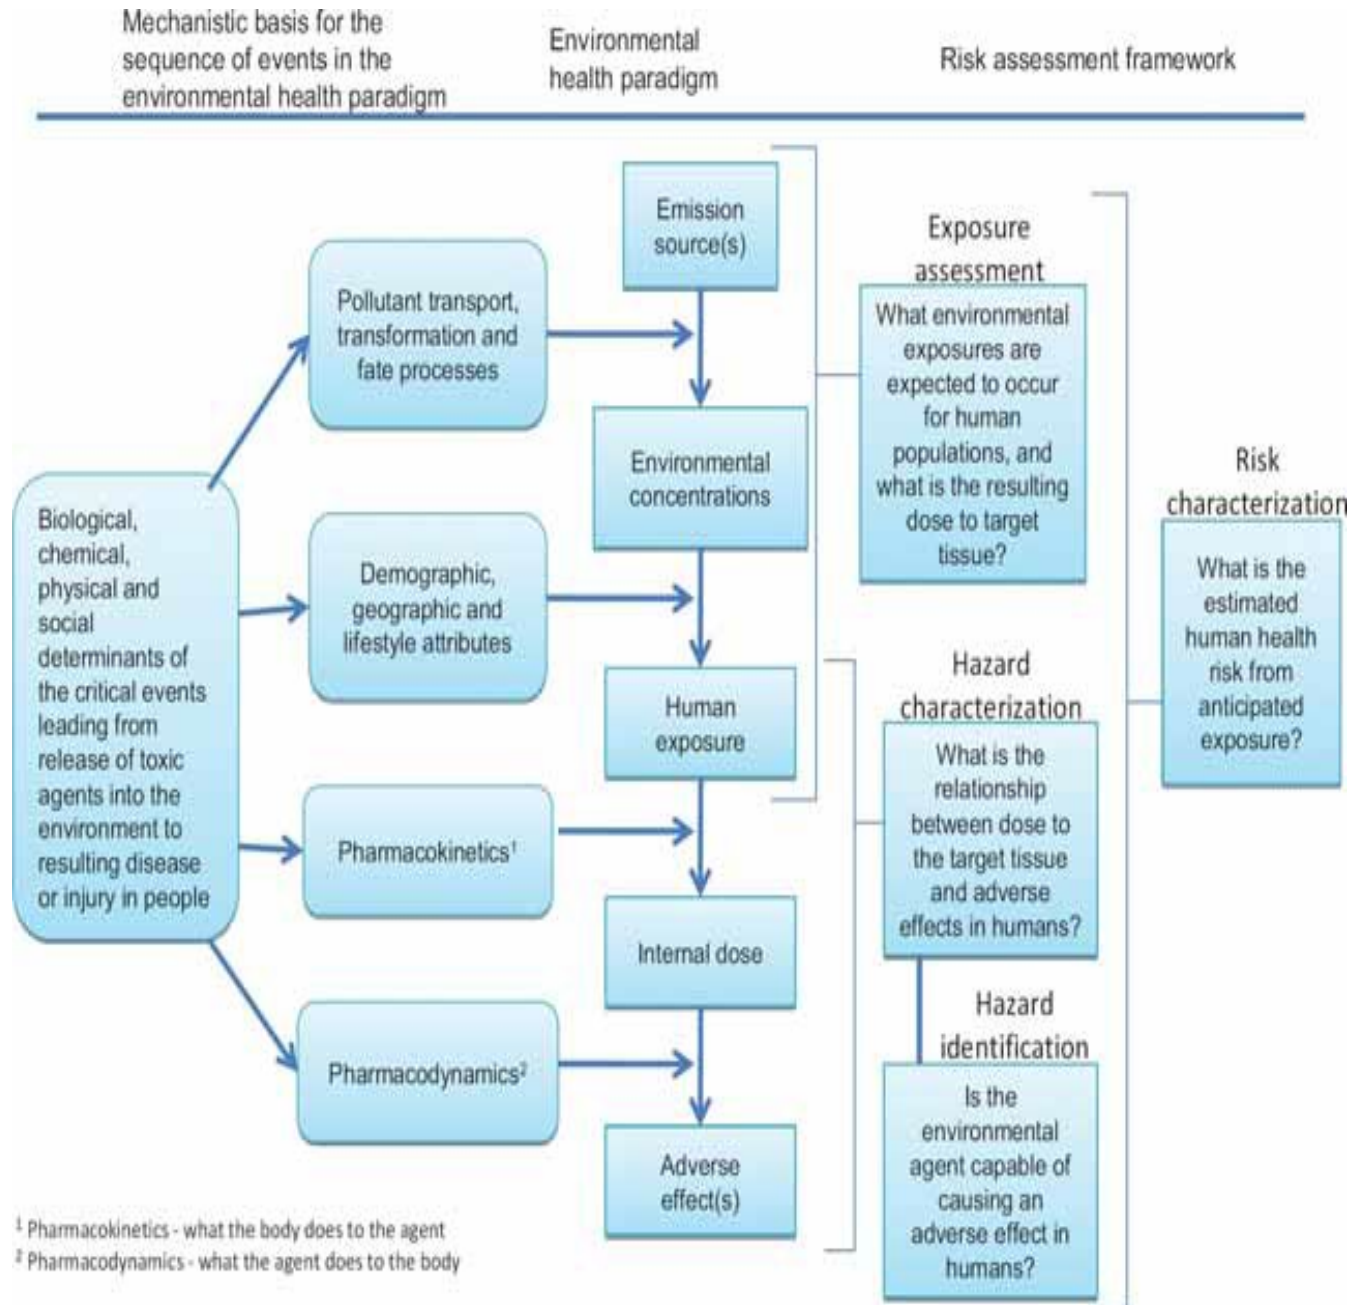 Mechanistic basis for the
sequence of events in the
environmental health paradigm
Environmental
health paradigm
Risk assessment framework
Biological,
chemical,
physical and
social
determinants of
the critical events
leading from
release of toxic
agents into the
environment to
resulting disease
or injury in people
Pollutant transport,
transformation and
fate processes
Demographic,
geographic and
lifestyle attributes
Pharmacokinetics¹
Pharmacodynamics²
Emission
source(s)
Environmental
concentrations
Human
exposure
Internal dose
Adverse
effect(s)
Exposure
assessment
What environmental
exposures are
expected to occur
for human
populations, and
what is the resulting
dose to target
tissue?
Hazard
characterization
What is the
relationship
between dose to
the target tissue
and adverse
effects in humans?
Hazard
identification
Is the
environmental
agent capable of
causing an
adverse effect in
humans?
Risk
characterization
What is the
estimated
human health
risk from
anticipated
exposure?
¹ Pharmacokinetics - what the body does to the agent
² Pharmacodynamics - what the agent does to the body